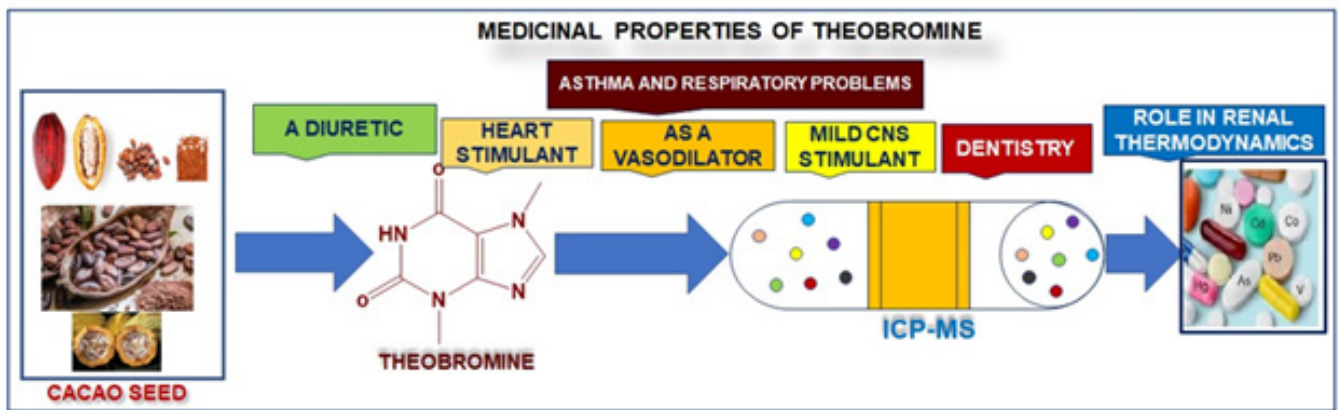 MEDICINAL PROPERTIES OF THEOBROMINE
ASTHMA AND RESPIRATORY PROBLEMS
A DIURETIC
HEART
STIMULANT
AS A
VASODILATOR
MILD CNS
STIMULANT
DENTISTRY
ROLE IN RENAL
THERMODYNAMICS
O
N
HN
O
N
N
THEOBROMINE
CACAO SEED
ICP-MS
Na
Cd
Co
Pb
HG
As
V